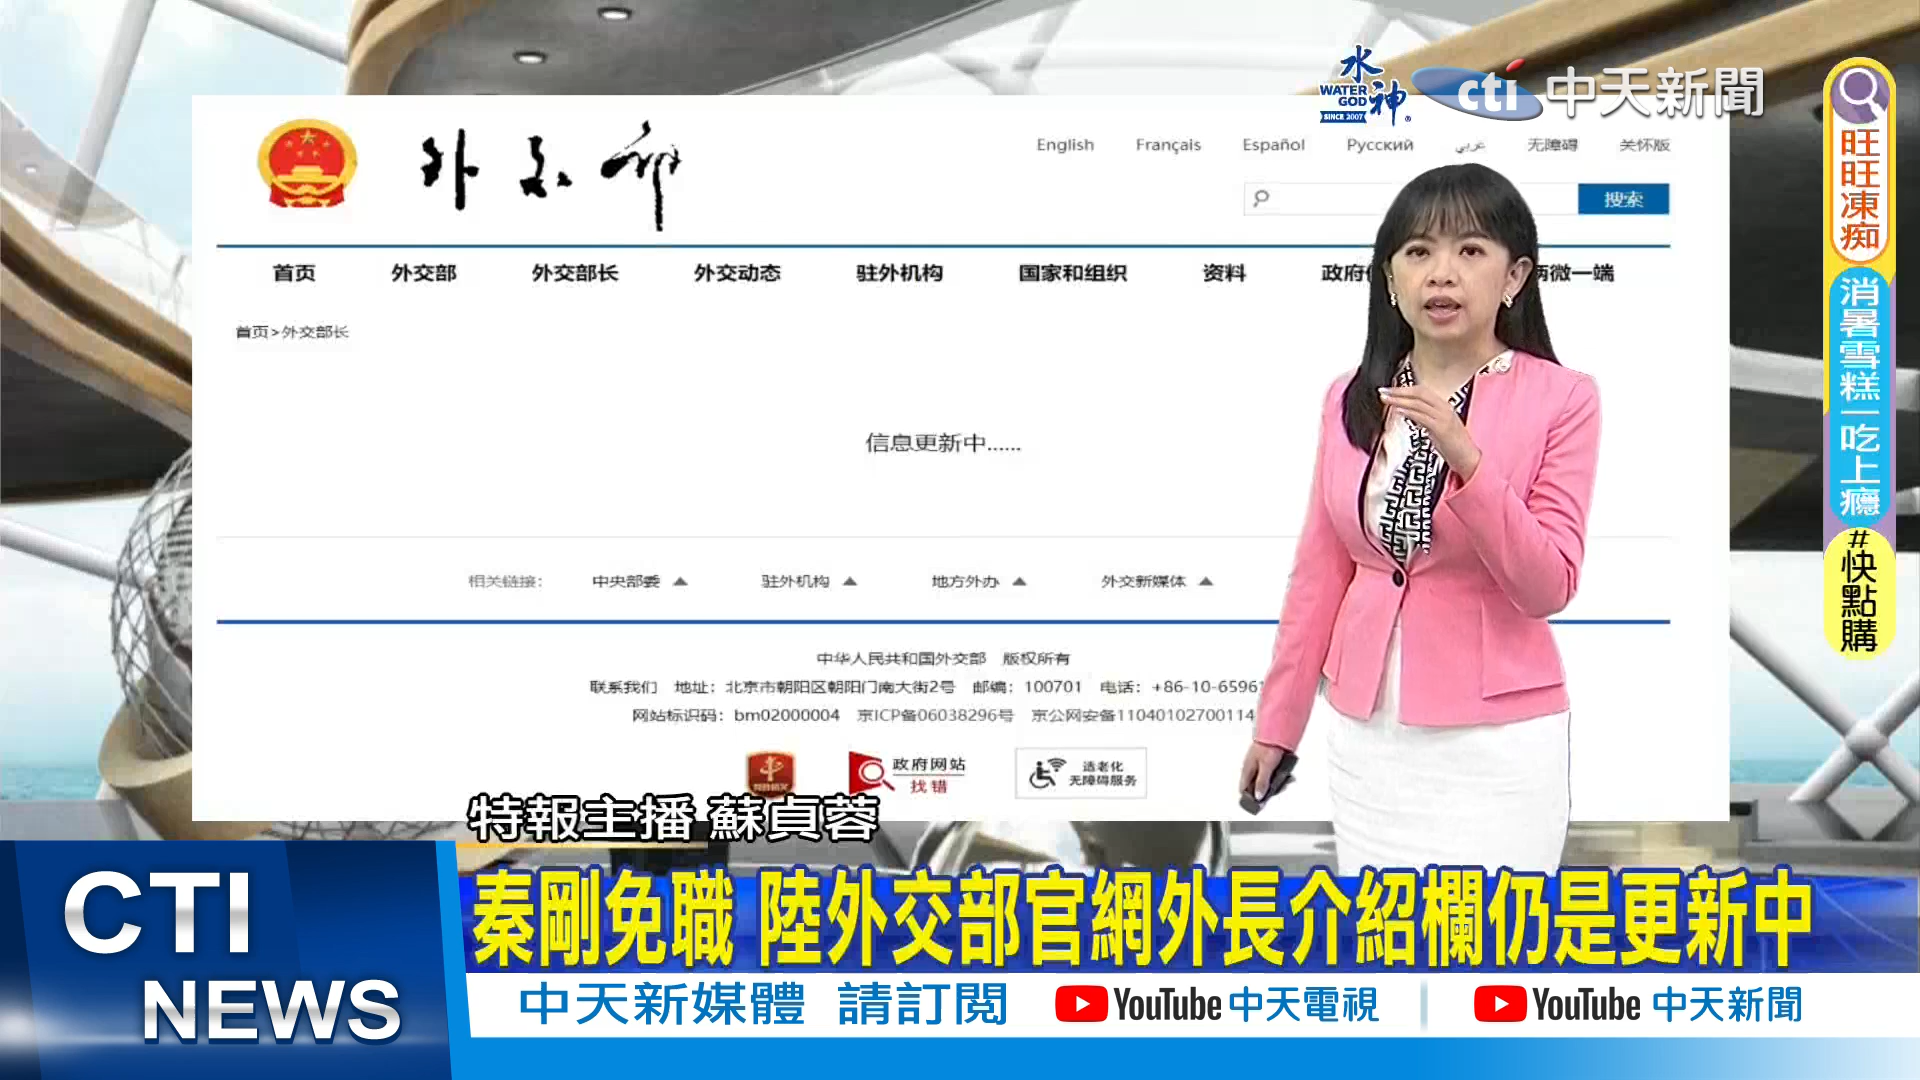 水神
WATER GOD
SINCE 2007
cti 中天新聞
外交部
English Français Español Русский عربي 无障碍 关怀版
搜索
首页 外交部 外交部长 外交动态 驻外机构 国家和组织 资料 政府 两微一端
首页>外交部长
信息更新中......
相关链接： 中央部委 驻外机构 地方外办 外交新媒体
中华人民共和国外交部 版权所有
联系我们 地址：北京市朝阳区朝阳门南大街2号 邮编：100701 电话：+86-10-65961
网站标识码：bm02000004 京ICP备06038296号 京公网安备11040102700114
政府网站
找错
适老化
无障碍服务
旺旺凍痴
消暑雪糕一吃上癮
#快點購
特報主播 蘇貞蓉
CTI NEWS
秦剛免職 陸外交部官網外長介紹欄仍是更新中
中天新媒體 請訂閱 YouTube 中天電視 YouTube 中天新聞